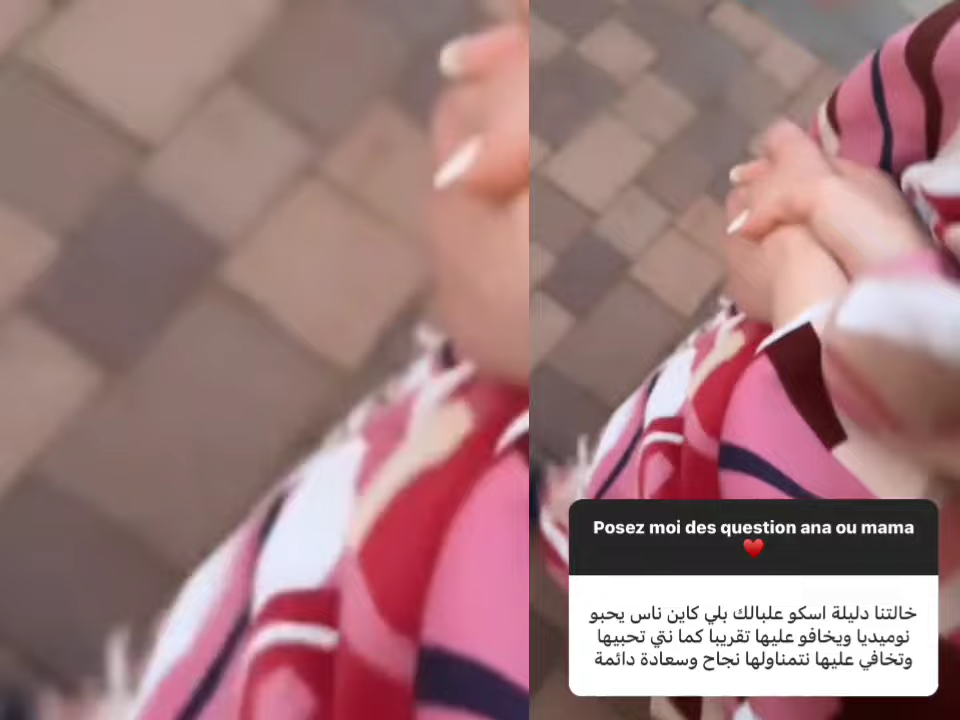 Posez moi des question ana ou mama
❤️
خالتنا دليلة اسكو علبالك بلي كاين ناس يحبو
نوميديا ويخافو عليها تقريبا كما نتي تحبيها
وتخافي عليها نتمناولها نجاح وسعادة دائمة